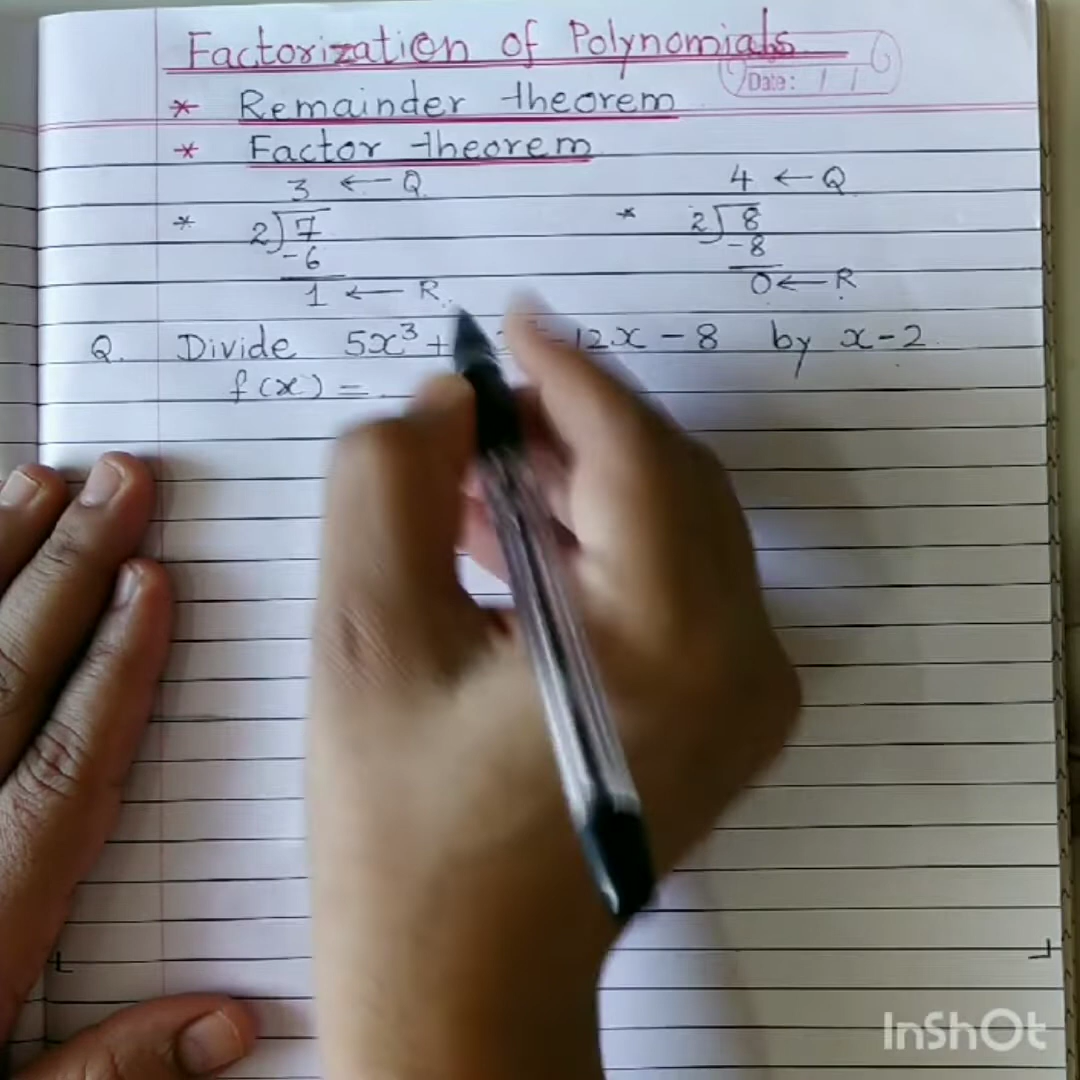 Factorization of Polynomials
Date: / /
* Remainder theorem
* Factor theorem
3 ← Q
4 ← Q
* 2) 7
* 2) 8
-6
-8
1 ← R
0 ← R
Q. Divide 5x³ + - 12x - 8 by x - 2
f(x) =
InShOt